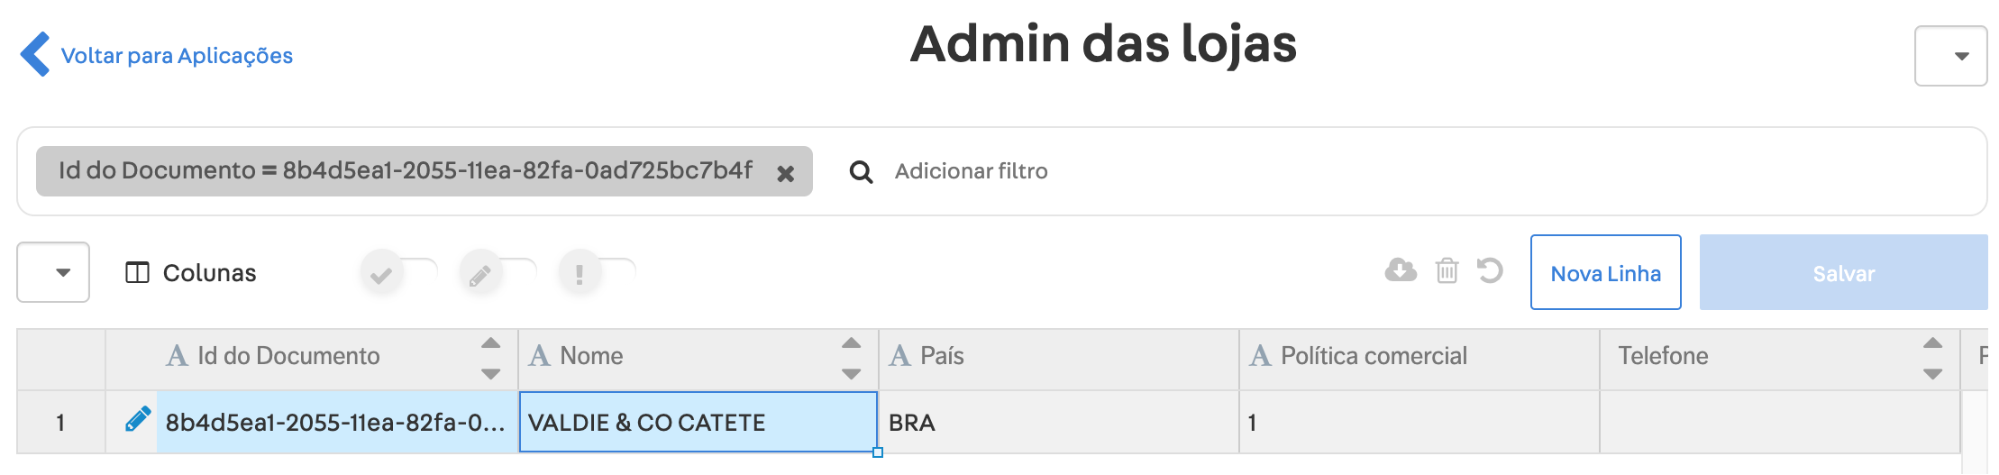 Voltar para Aplicações
Admin das lojas
Id do Documento = 8b4d5ea1-2055-11ea-82fa-0ad725bc7b4f
Adicionar filtro
Colunas
Nova Linha
Salvar
A Id do Documento
A Nome
A País
A Política comercial
Telefone
1
8b4d5ea1-2055-11ea-82fa-0...
VALDIE & CO CATETE
BRA
1